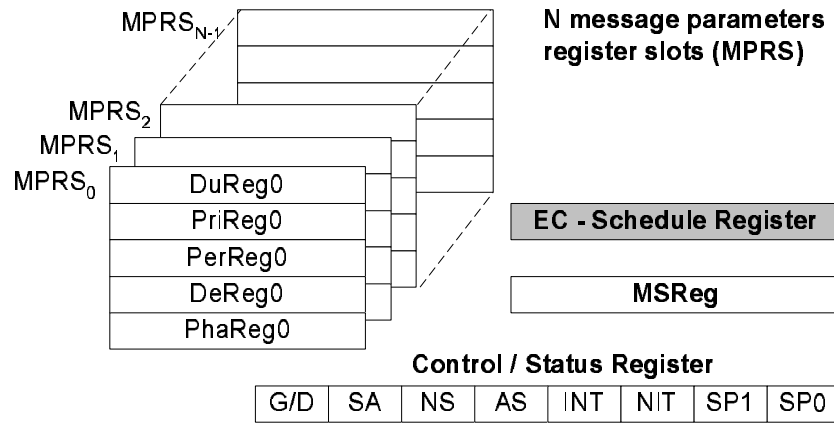 MPRS_N-1
N message parameters
register slots (MPRS)
MPRS_2
MPRS_1
MPRS_0
DuReg0
PriReg0
PerReg0
DeReg0
PhaReg0
EC - Schedule Register
MSReg
Control / Status Register
G/D SA NS AS INT NIT SP1 SP0